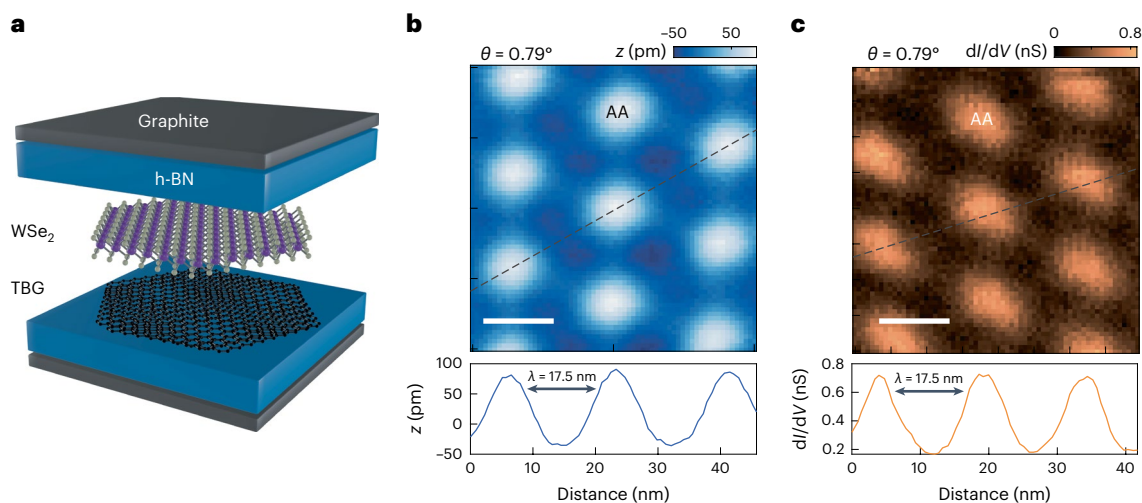 a
Graphite
h-BN
WSe2
TBG
b
θ = 0.79°
z (pm)
−50 50
AA
100
50
0
−50
z (pm)
λ = 17.5 nm
0 10 20 30 40
Distance (nm)
c
θ = 0.79°
dI/dV (nS)
0 0.8
AA
0.8
0.6
0.4
0.2
dI/dV (nS)
λ = 17.5 nm
0 10 20 30 40
Distance (nm)